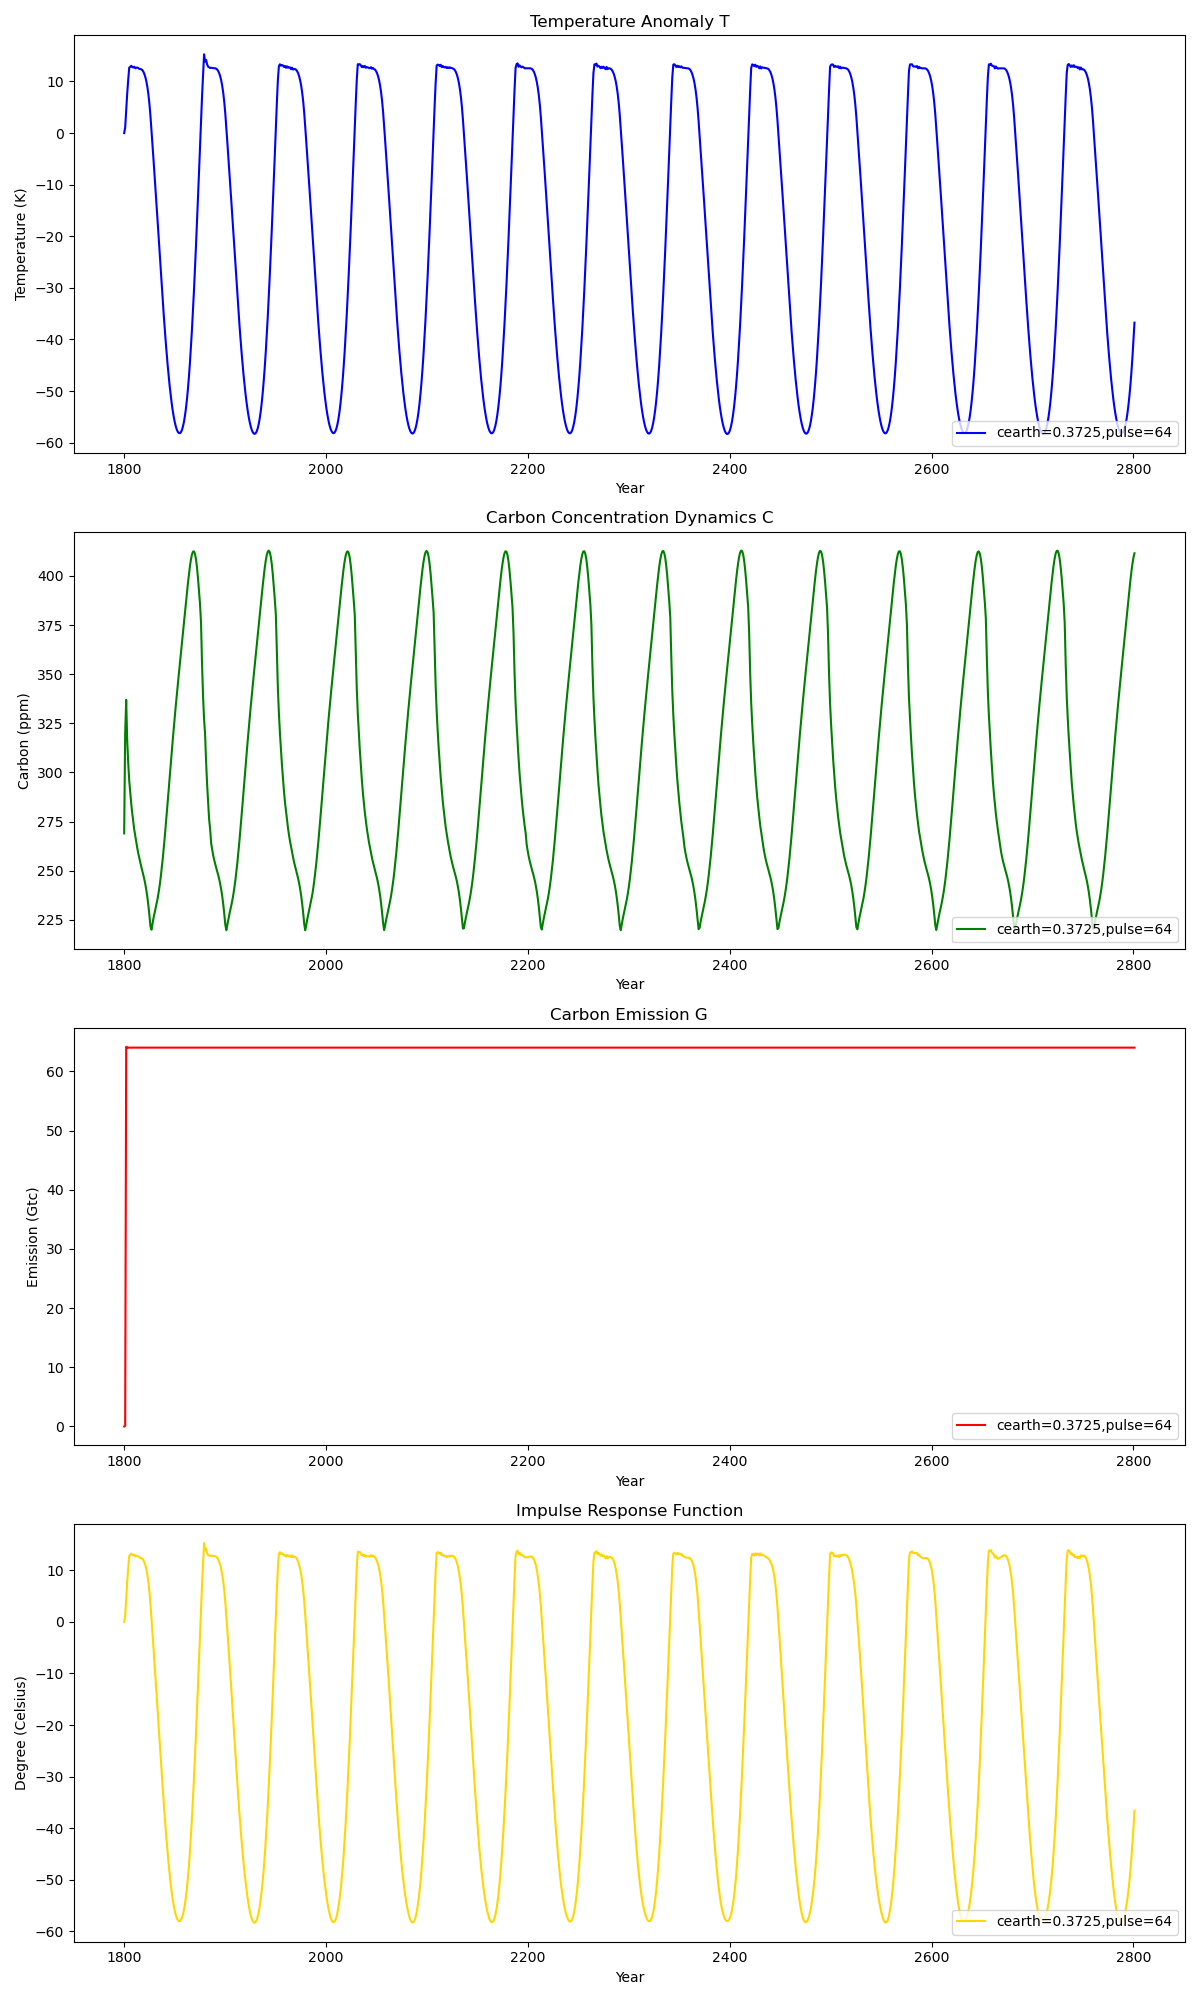 Temperature Anomaly T
10
0
−10
−20
−30
−40
−50
−60
Temperature (K)
cearth=0.3725,pulse=64
1800 2000 2200 2400 2600 2800
Year
Carbon Concentration Dynamics C
400
375
350
325
300
275
250
225
Carbon (ppm)
cearth=0.3725,pulse=64
1800 2000 2200 2400 2600 2800
Year
Carbon Emission G
60
50
40
30
20
10
0
Emission (Gtc)
cearth=0.3725,pulse=64
1800 2000 2200 2400 2600 2800
Year
Impulse Response Function
10
0
−10
−20
−30
−40
−50
−60
Degree (Celsius)
cearth=0.3725,pulse=64
1800 2000 2200 2400 2600 2800
Year